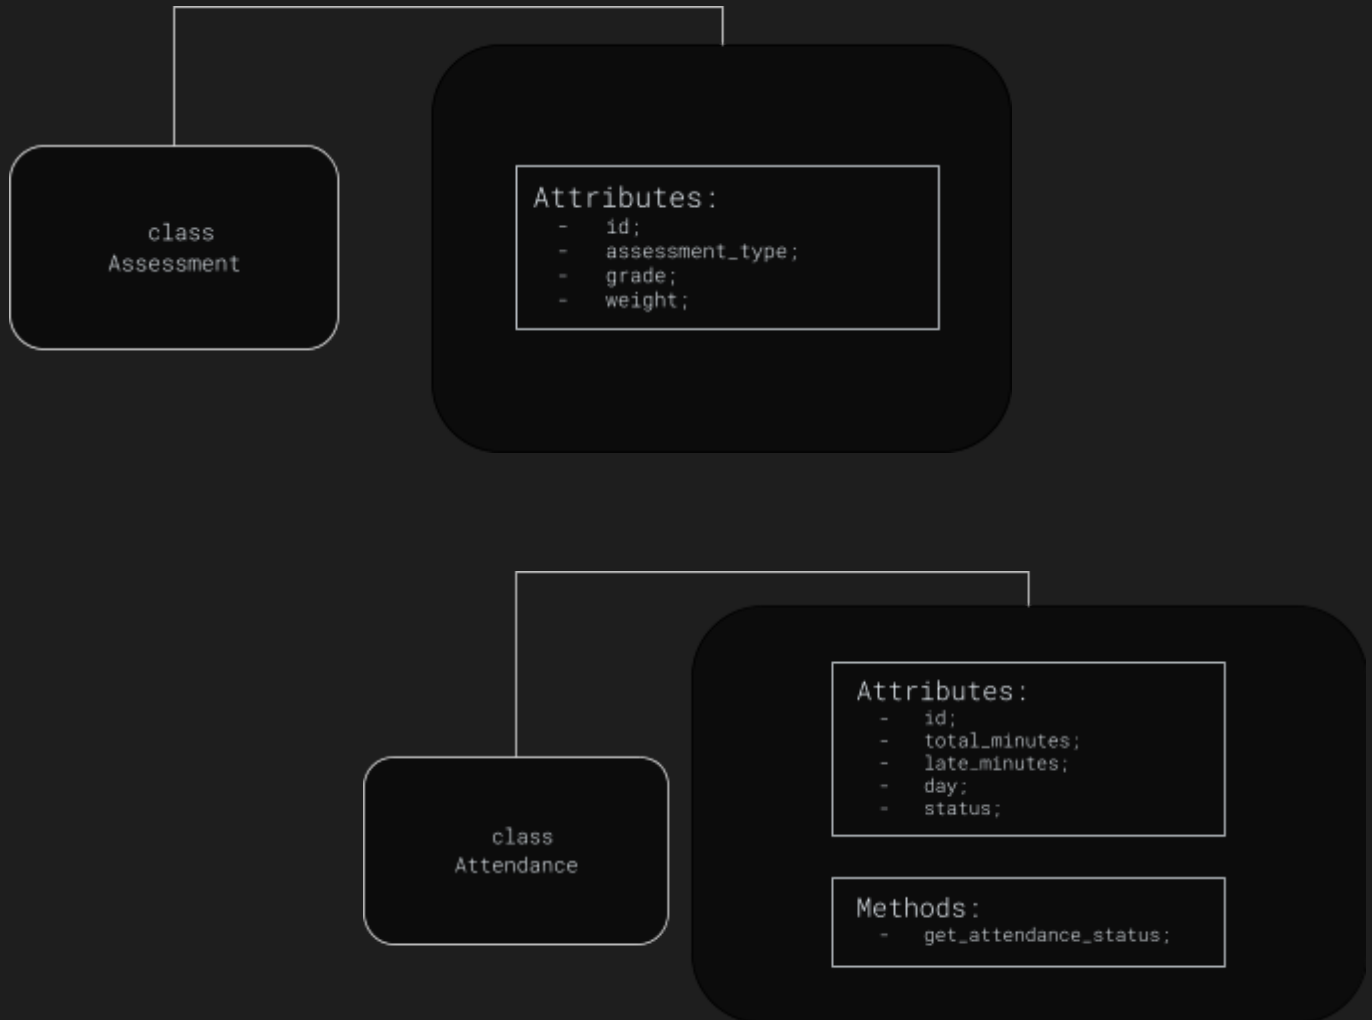 class
Assessment
Attributes:
- id;
- assessment_type;
- grade;
- weight;
class
Attendance
Attributes:
- id;
- total_minutes;
- late_minutes;
- day;
- status;
Methods:
- get_attendance_status;